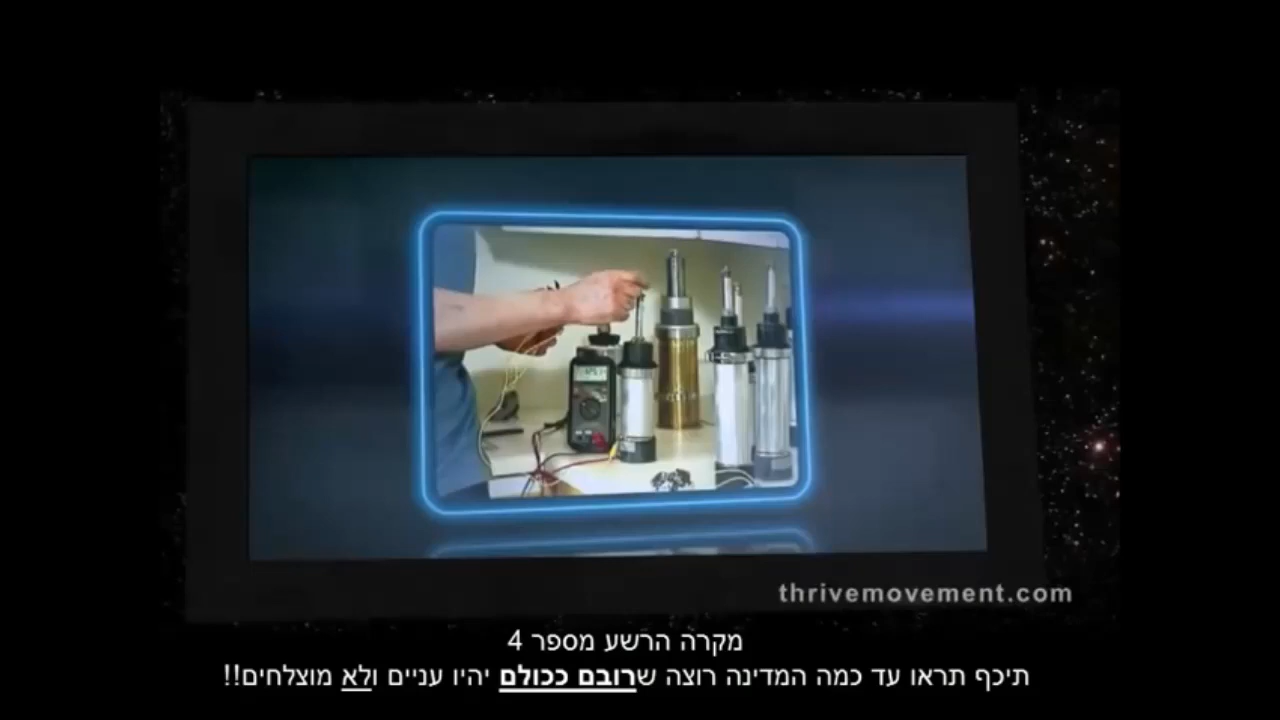 thrivemovement.com
מקרה הרשע מספר 4
תיכף תראו עד כמה המדינה רוצה שרובם ככולם יהיו עניים ולא מוצלחים!!